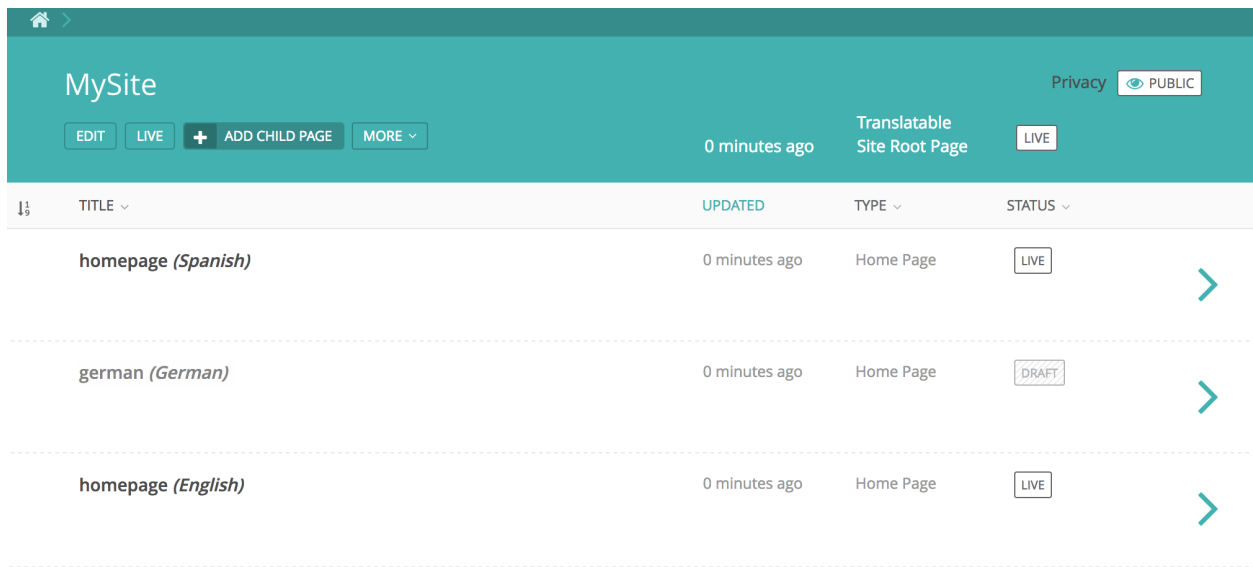 MySite
Privacy PUBLIC
EDIT LIVE ADD CHILD PAGE MORE
0 minutes ago
Translatable
Site Root Page
LIVE
TITLE UPDATED TYPE STATUS
homepage (Spanish) 0 minutes ago Home Page LIVE
german (German) 0 minutes ago Home Page DRAFT
homepage (English) 0 minutes ago Home Page LIVE